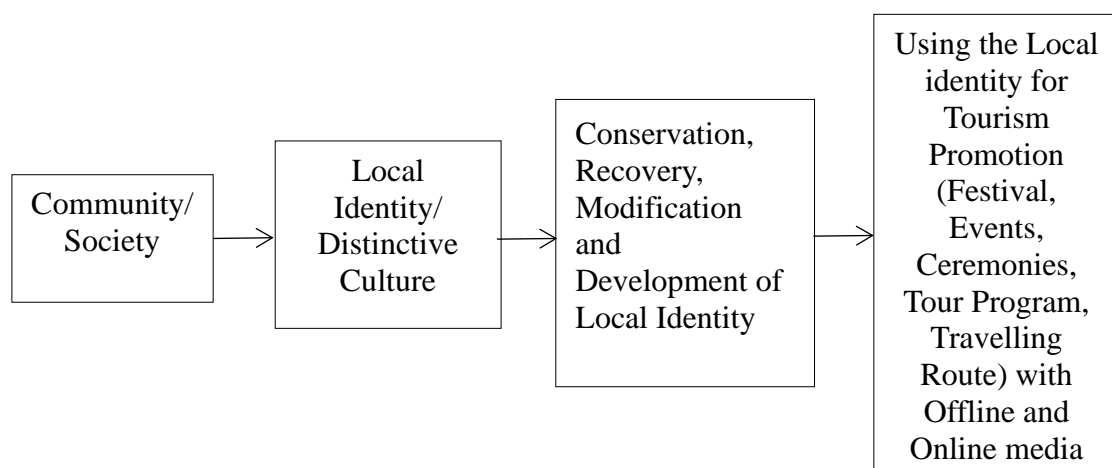 Community/
Society
Local
Identity/
Distinctive
Culture
Conservation,
Recovery,
Modification
and
Development of
Local Identity
Using the Local
identity for
Tourism
Promotion
(Festival,
Events,
Ceremonies,
Tour Program,
Travelling
Route) with
Offline and
Online media